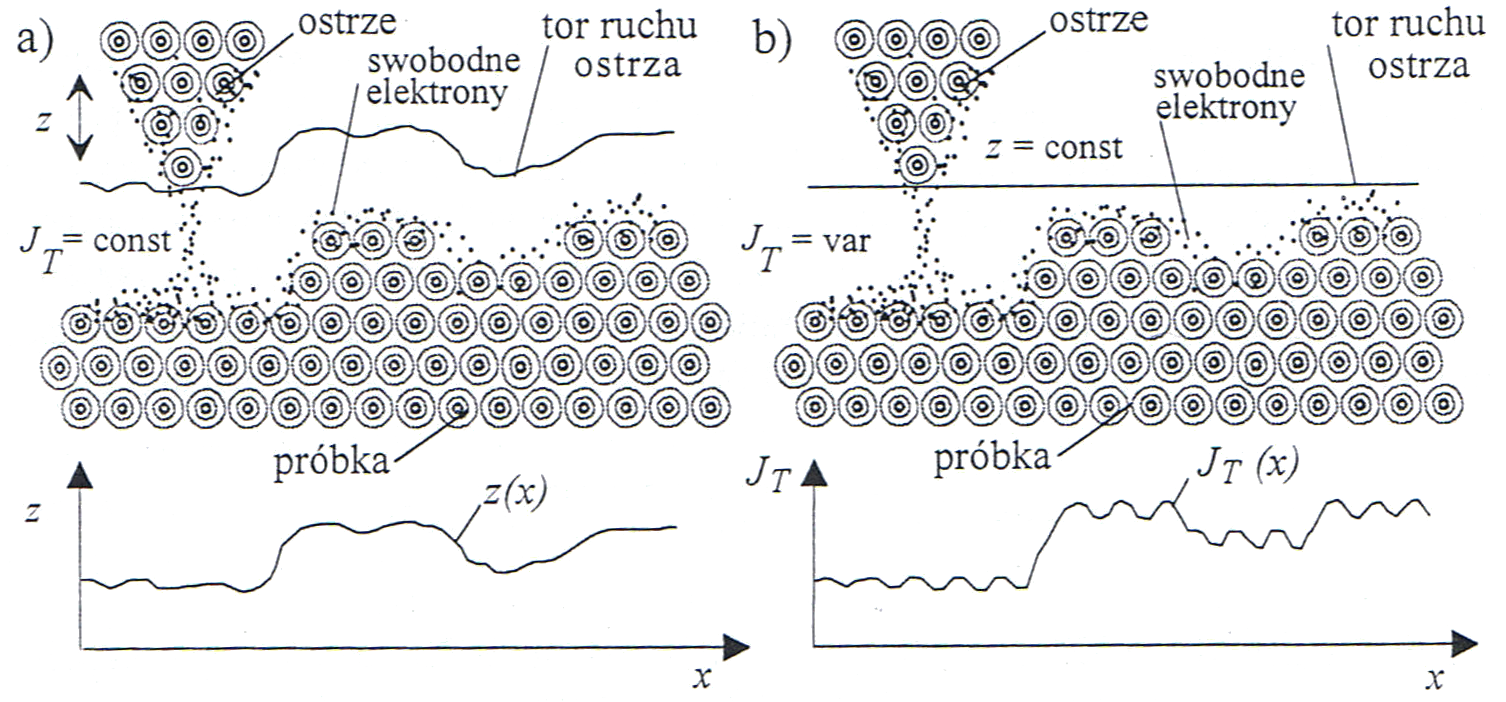 a)
ostrze
tor ruchu
ostrza
swobodne
elektrony
z
J_T = const
próbka
z
z(x)
x
b)
ostrze
tor ruchu
ostrza
swobodne
elektrony
z = const
J_T = var
próbka
J_T
J_T (x)
x